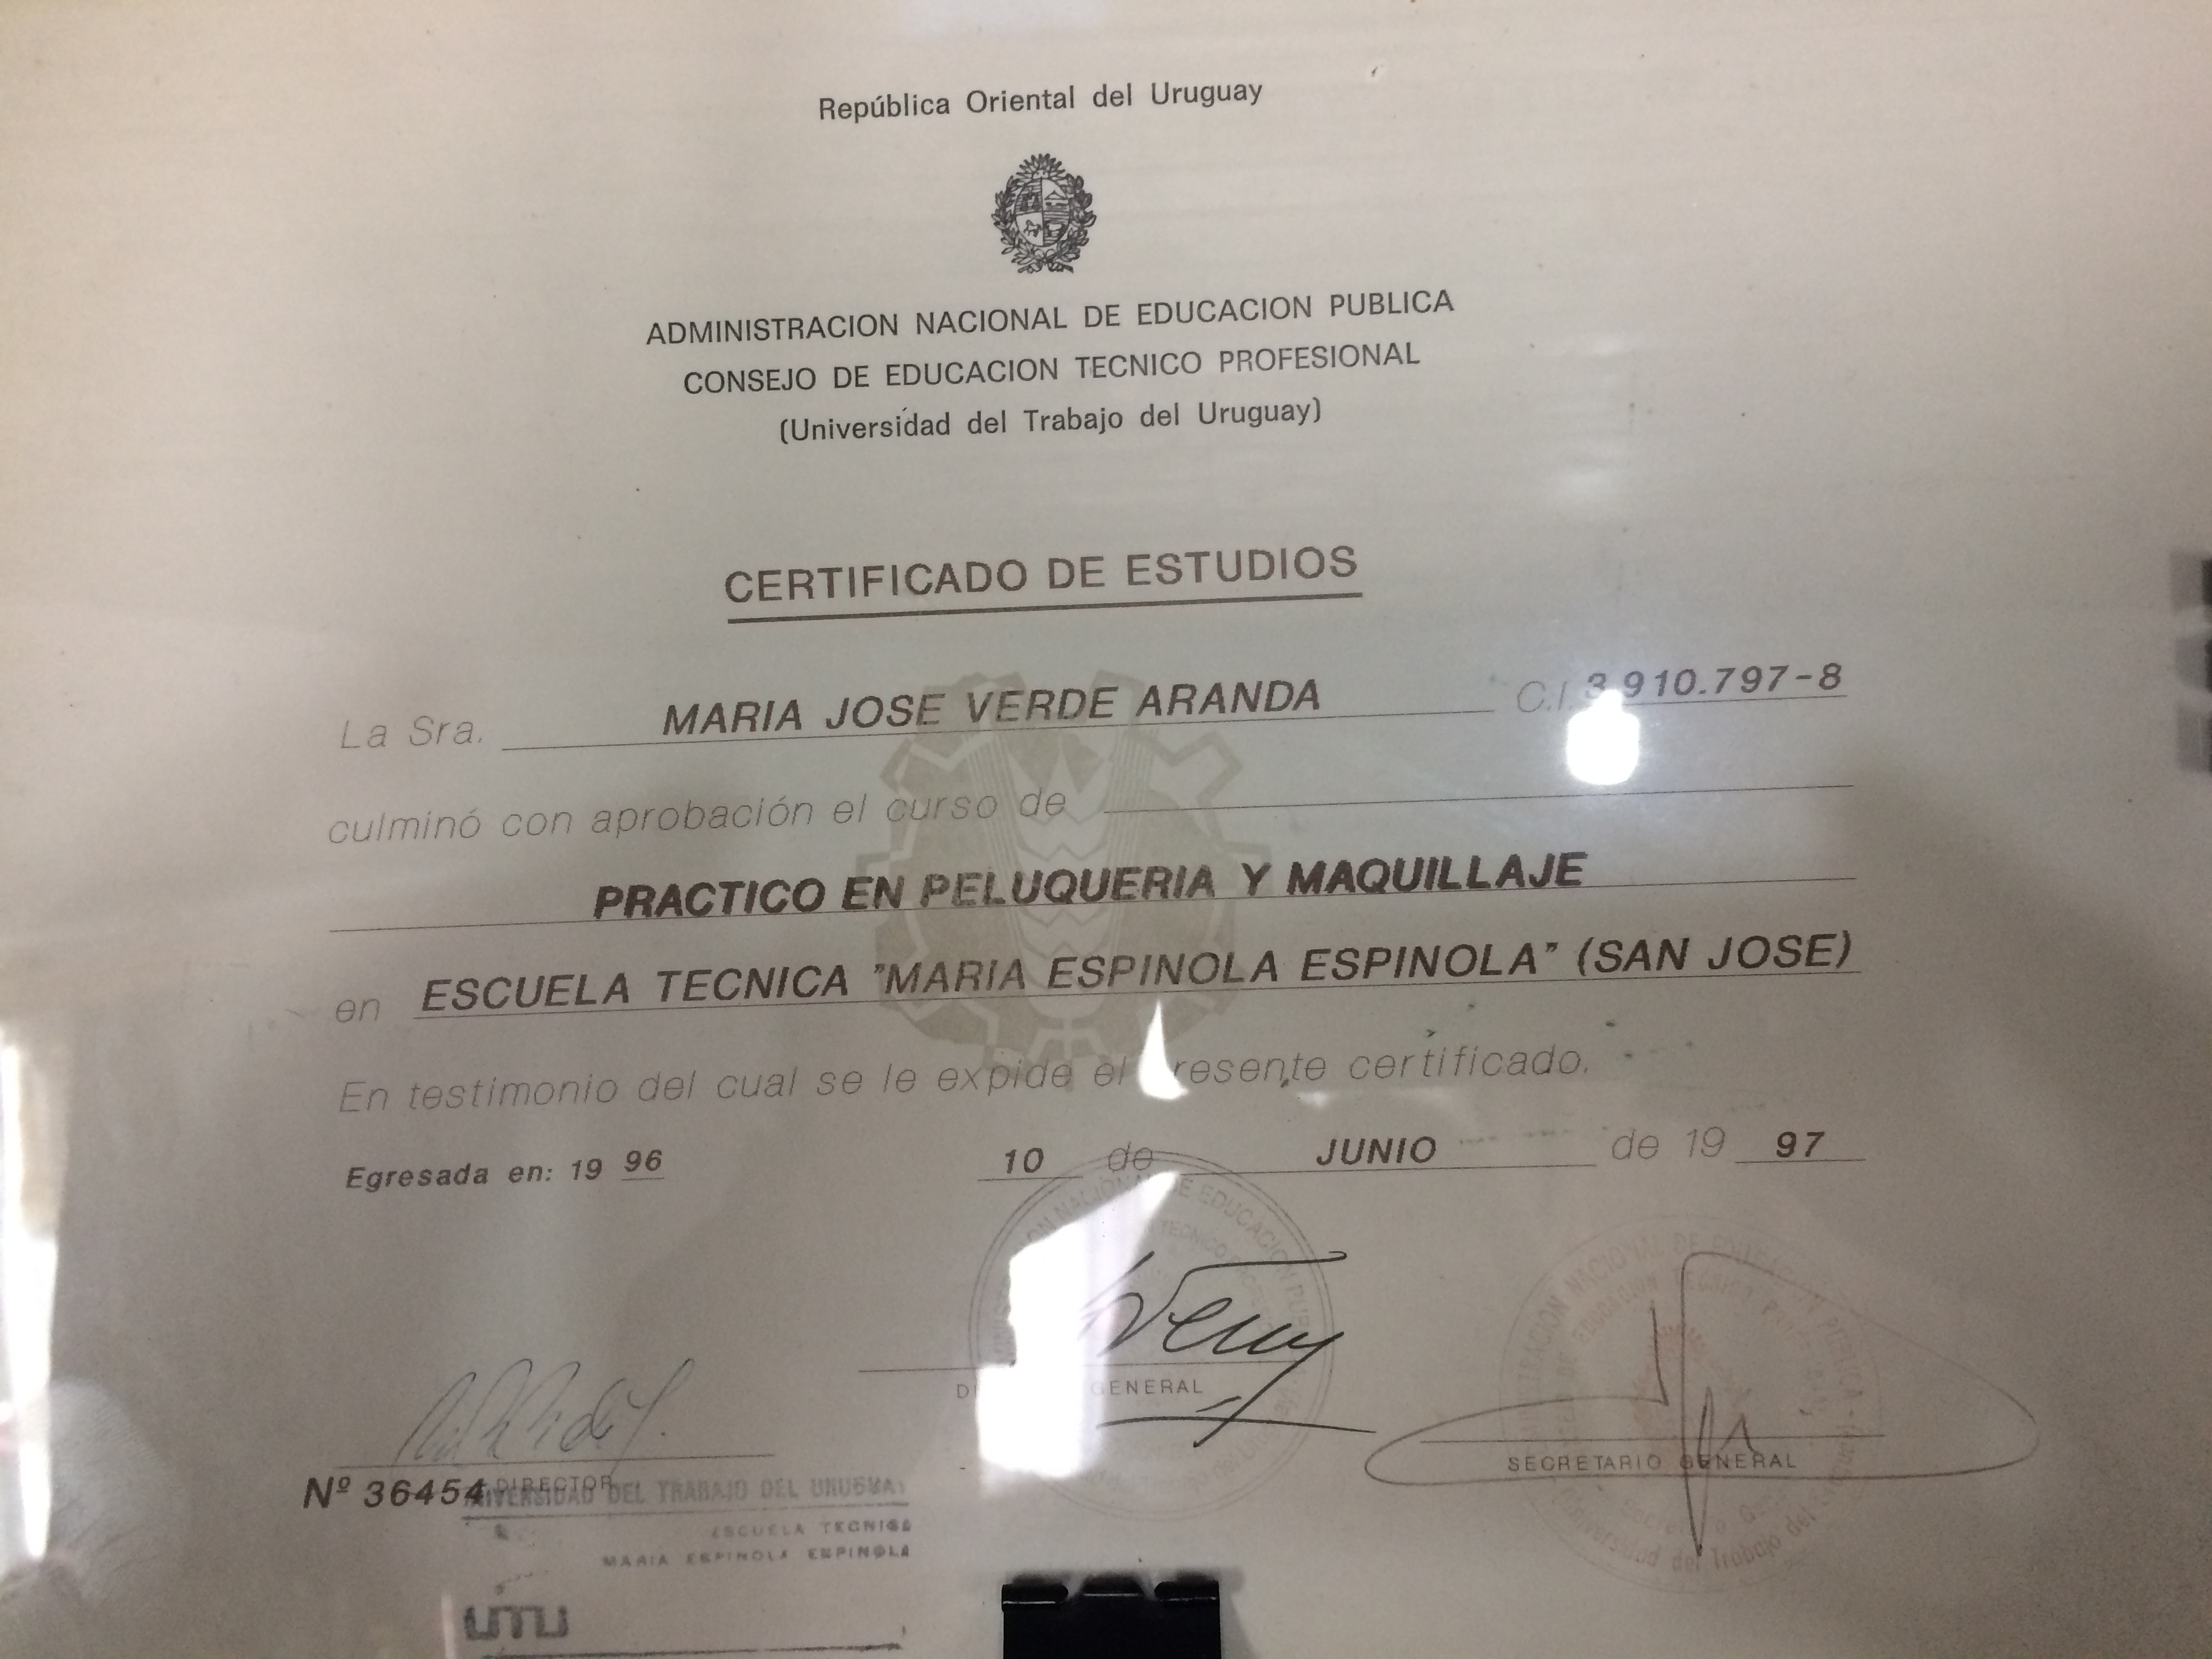 República Oriental del Uruguay
ADMINISTRACION NACIONAL DE EDUCACION PUBLICA
CONSEJO DE EDUCACION TECNICO PROFESIONAL
(Universidad del Trabajo del Uruguay)
CERTIFICADO DE ESTUDIOS
La Sra. MARIA JOSE VERDE ARANDA C.I. 3.910.797-8
culminó con aprobación el curso de
PRACTICO EN PELUQUERIA Y MAQUILLAJE
en ESCUELA TECNICA "MARIA ESPINOLA ESPINOLA" (SAN JOSE)
En testimonio del cual se le expide el presente certificado.
Egresada en: 19 96 10 de JUNIO de 19 97
GENERAL
SECRETARIO GENERAL
Nº 36454 DIRECTOR
UNIVERSIDAD DEL TRABAJO DEL URUGUAY
ESCUELA TECNICA
MARIA ESPINOLA ESPINOLA
UTU